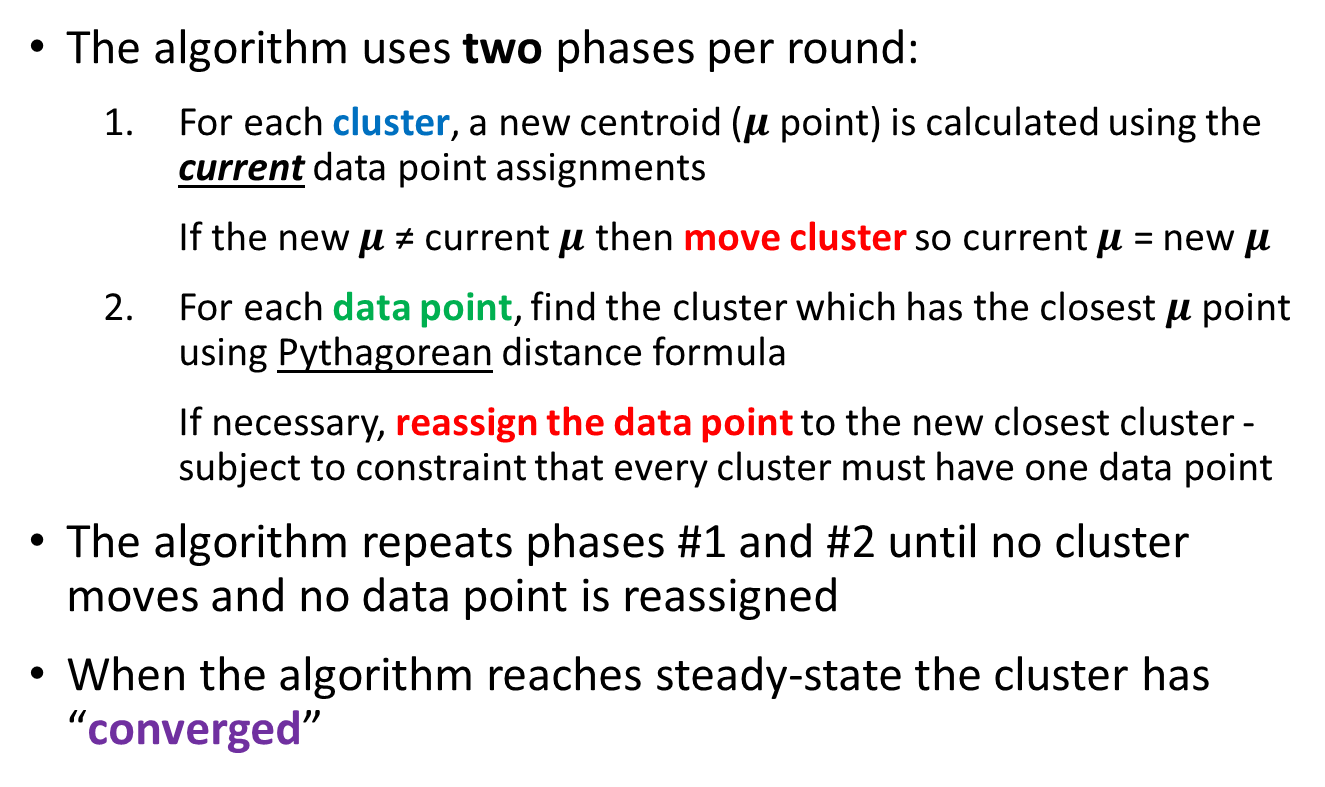 • The algorithm uses two phases per round:
1. For each cluster, a new centroid (μ point) is calculated using the
current data point assignments
If the new μ ≠ current μ then move cluster so current μ = new μ
2. For each data point, find the cluster which has the closest μ point
using Pythagorean distance formula
If necessary, reassign the data point to the new closest cluster -
subject to constraint that every cluster must have one data point
• The algorithm repeats phases #1 and #2 until no cluster
moves and no data point is reassigned
• When the algorithm reaches steady-state the cluster has
“converged”